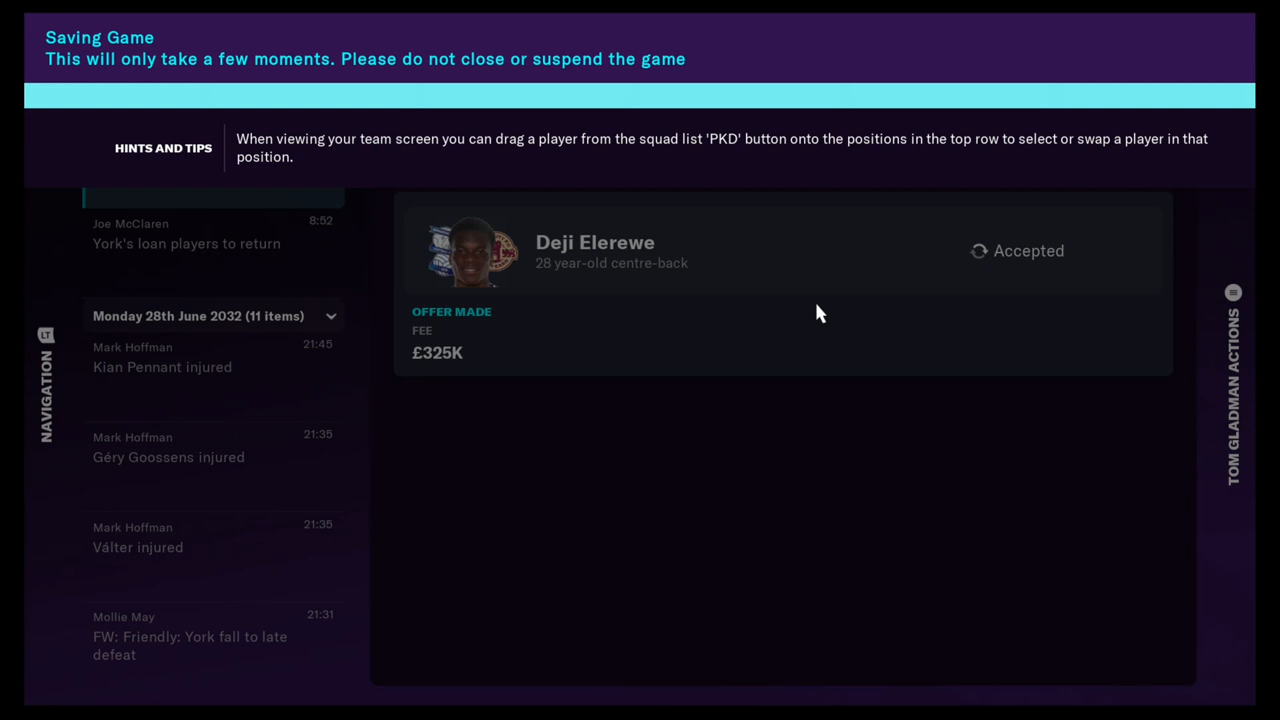 Saving Game
This will only take a few moments. Please do not close or suspend the game
HINTS AND TIPS
When viewing your team screen you can drag a player from the squad list 'PKD' button onto the positions in the top row to select or swap a player in that
position.
Joe McClaren
8:52
York's loan players to return
Monday 28th June 2032 (11 items)
Mark Hoffman
21:45
Kian Pennant injured
Mark Hoffman
21:35
Géry Goossens injured
Mark Hoffman
21:35
Válter injured
Mollie May
21:31
FW: Friendly: York fall to late
defeat
LT
NAVIGATION
Deji Elerewe
28 year-old centre-back
Accepted
OFFER MADE
FEE
£325K
TOM GLADMAN ACTIONS